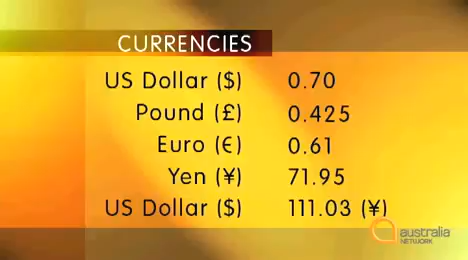 CURRENCIES
US Dollar ($) 0.70
Pound (£) 0.425
Euro (€) 0.61
Yen (¥) 71.95
US Dollar ($) 111.03 (¥)
australia
NETWORK